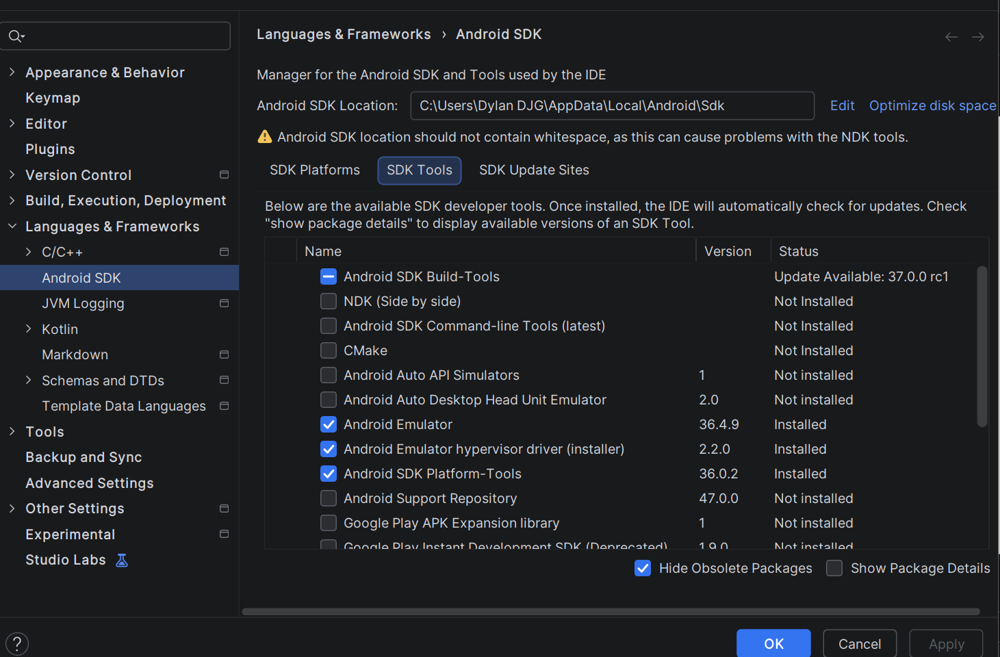 Languages & Frameworks › Android SDK
Appearance & Behavior
Keymap
Editor
Plugins
Version Control
Build, Execution, Deployment
Languages & Frameworks
C/C++
Android SDK
JVM Logging
Kotlin
Markdown
Schemas and DTDs
Template Data Languages
Tools
Backup and Sync
Advanced Settings
Other Settings
Experimental
Studio Labs
Manager for the Android SDK and Tools used by the IDE
Android SDK Location: C:\Users\Dylan DJG\AppData\Local\Android\Sdk Edit Optimize disk space
Android SDK location should not contain whitespace, as this can cause problems with the NDK tools.
SDK Platforms SDK Tools SDK Update Sites
Below are the available SDK developer tools. Once installed, the IDE will automatically check for updates. Check
"show package details" to display available versions of an SDK Tool.
Name Version Status
Android SDK Build-Tools Update Available: 37.0.0 rc1
NDK (Side by side) Not Installed
Android SDK Command-line Tools (latest) Not Installed
CMake Not Installed
Android Auto API Simulators 1 Not installed
Android Auto Desktop Head Unit Emulator 2.0 Not installed
Android Emulator 36.4.9 Installed
Android Emulator hypervisor driver (installer) 2.2.0 Installed
Android SDK Platform-Tools 36.0.2 Installed
Android Support Repository 47.0.0 Not installed
Google Play APK Expansion library 1 Not installed
Google Play Instant Development SDK (Deprecated) 1.9.0 Not installed
Hide Obsolete Packages Show Package Details
? OK Cancel Apply